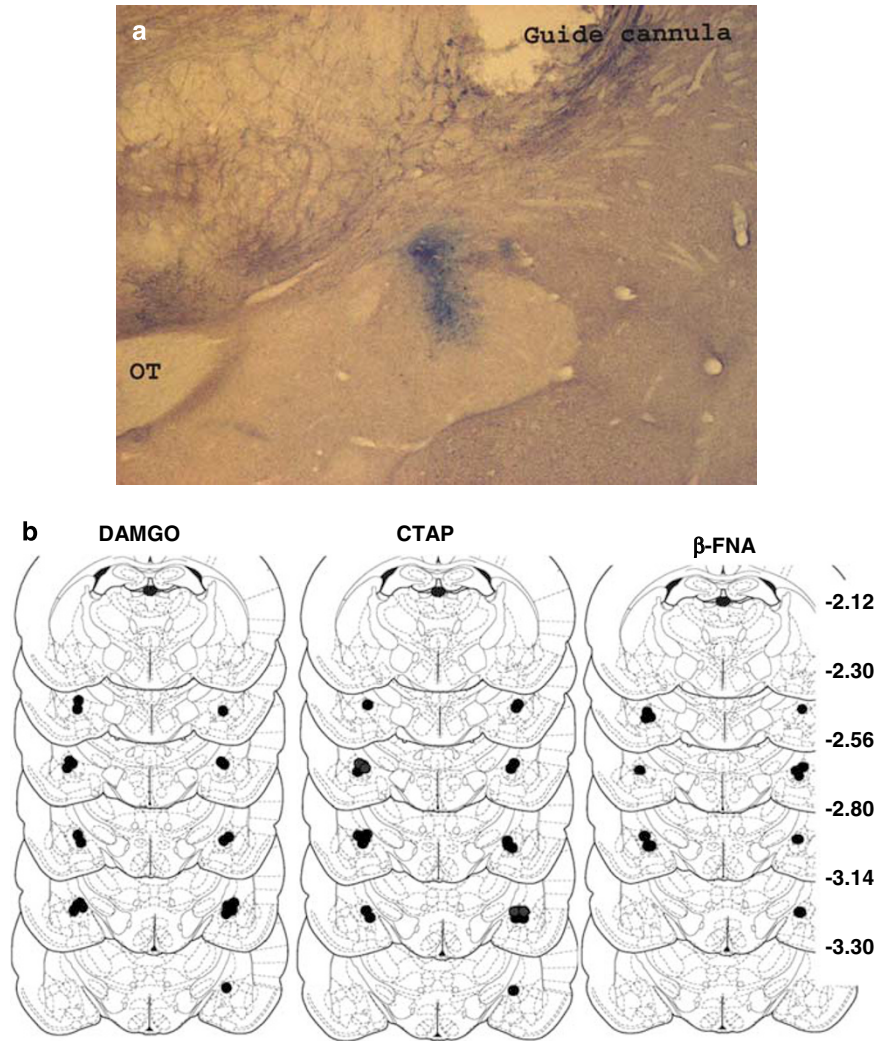 a
Guide cannula
OT
b
DAMGO
CTAP
β-FNA
-2.12
-2.30
-2.56
-2.80
-3.14
-3.30